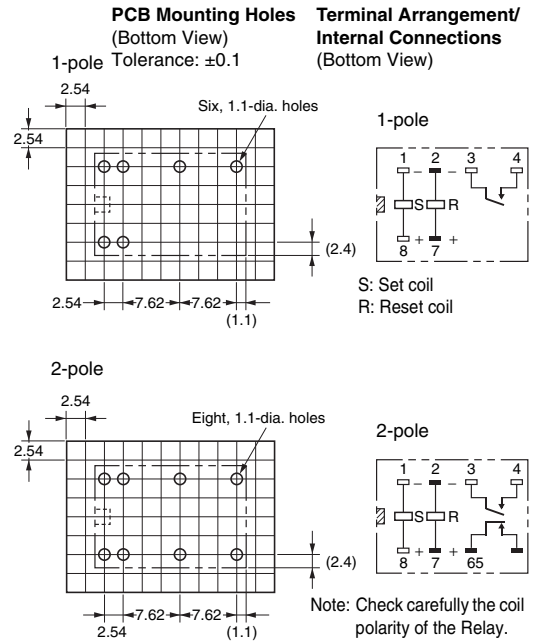 PCB Mounting Holes
(Bottom View)
Tolerance: ±0.1
Terminal Arrangement/
Internal Connections
(Bottom View)
1-pole
2.54
2.54
Six, 1.1-dia. holes
(2.4)
2.54 7.62 7.62
(1.1)
1-pole
1 2 3 4
- -
S R
+ +
8 7
S: Set coil
R: Reset coil
2-pole
2.54
2.54
Eight, 1.1-dia. holes
(2.4)
7.62 7.62
2.54 (1.1)
2-pole
1 2 3 4
- -
S R
+ +
8 7 65
Note: Check carefully the coil
polarity of the Relay.